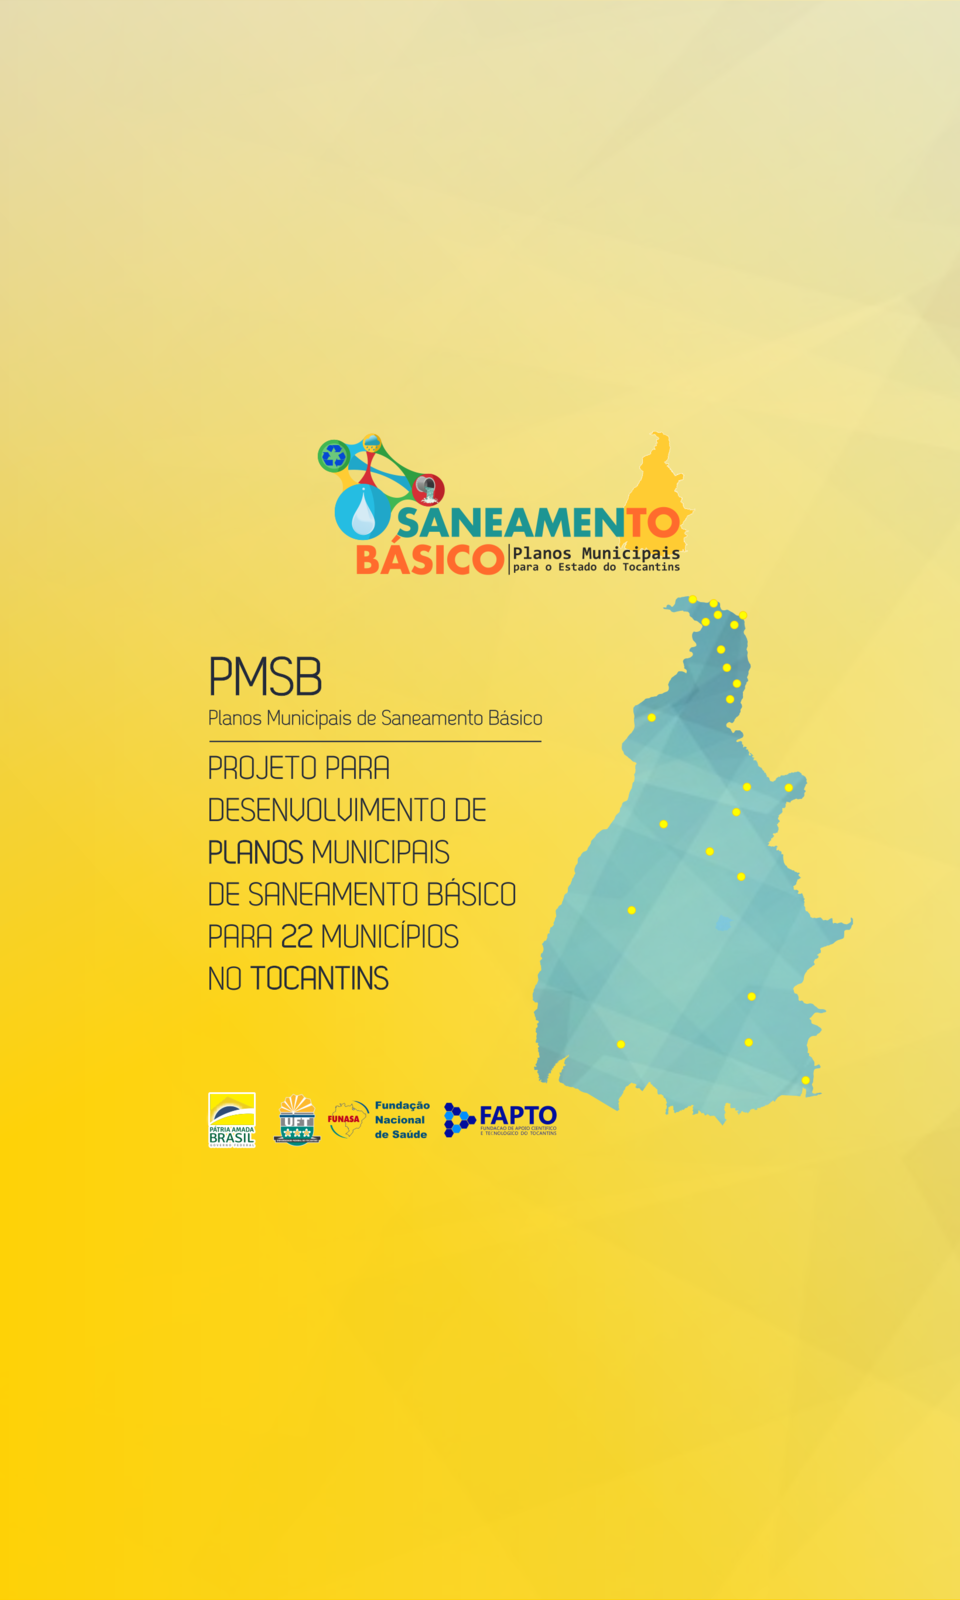 SANEAMENTO
BÁSICO
Planos Municipais
para o Estado do Tocantins
PMSB
Planos Municipais de Saneamento Básico
PROJETO PARA
DESENVOLVIMENTO DE
PLANOS MUNICIPAIS
DE SANEAMENTO BÁSICO
PARA 22 MUNICÍPIOS
NO TOCANTINS
PÁTRIA AMADA
BRASIL
GOVERNO FEDERAL
UFT
FUNASA
Fundação
Nacional
de Saúde
FAPTO
FUNDAÇÃO DE APOIO CIENTÍFICO
E TECNOLÓGICO DO TOCANTINS